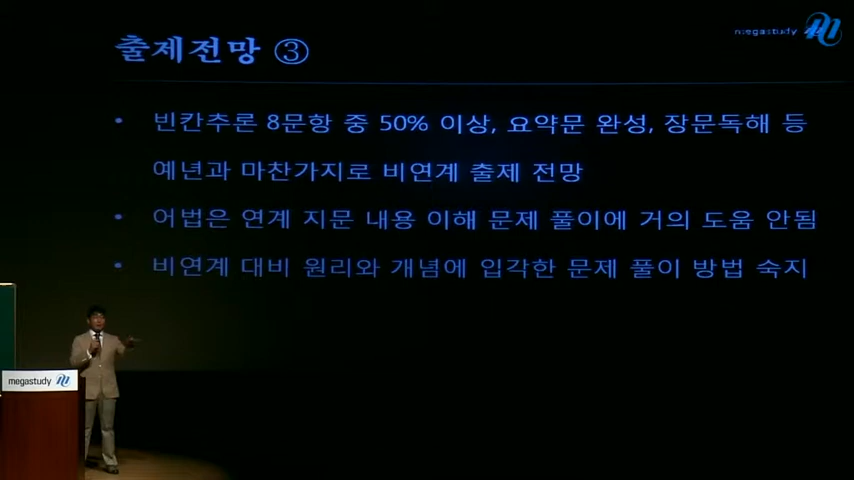 출제전망 ③
megastudy
• 빈칸추론 8문항 중 50% 이상, 요약문 완성, 장문독해 등
예년과 마찬가지로 비연계 출제 전망
• 어법은 연계 지문 내용 이해 문제 풀이에 거의 도움 안됨
• 비연계 대비 원리와 개념에 입각한 문제 풀이 방법 숙지
megastudy